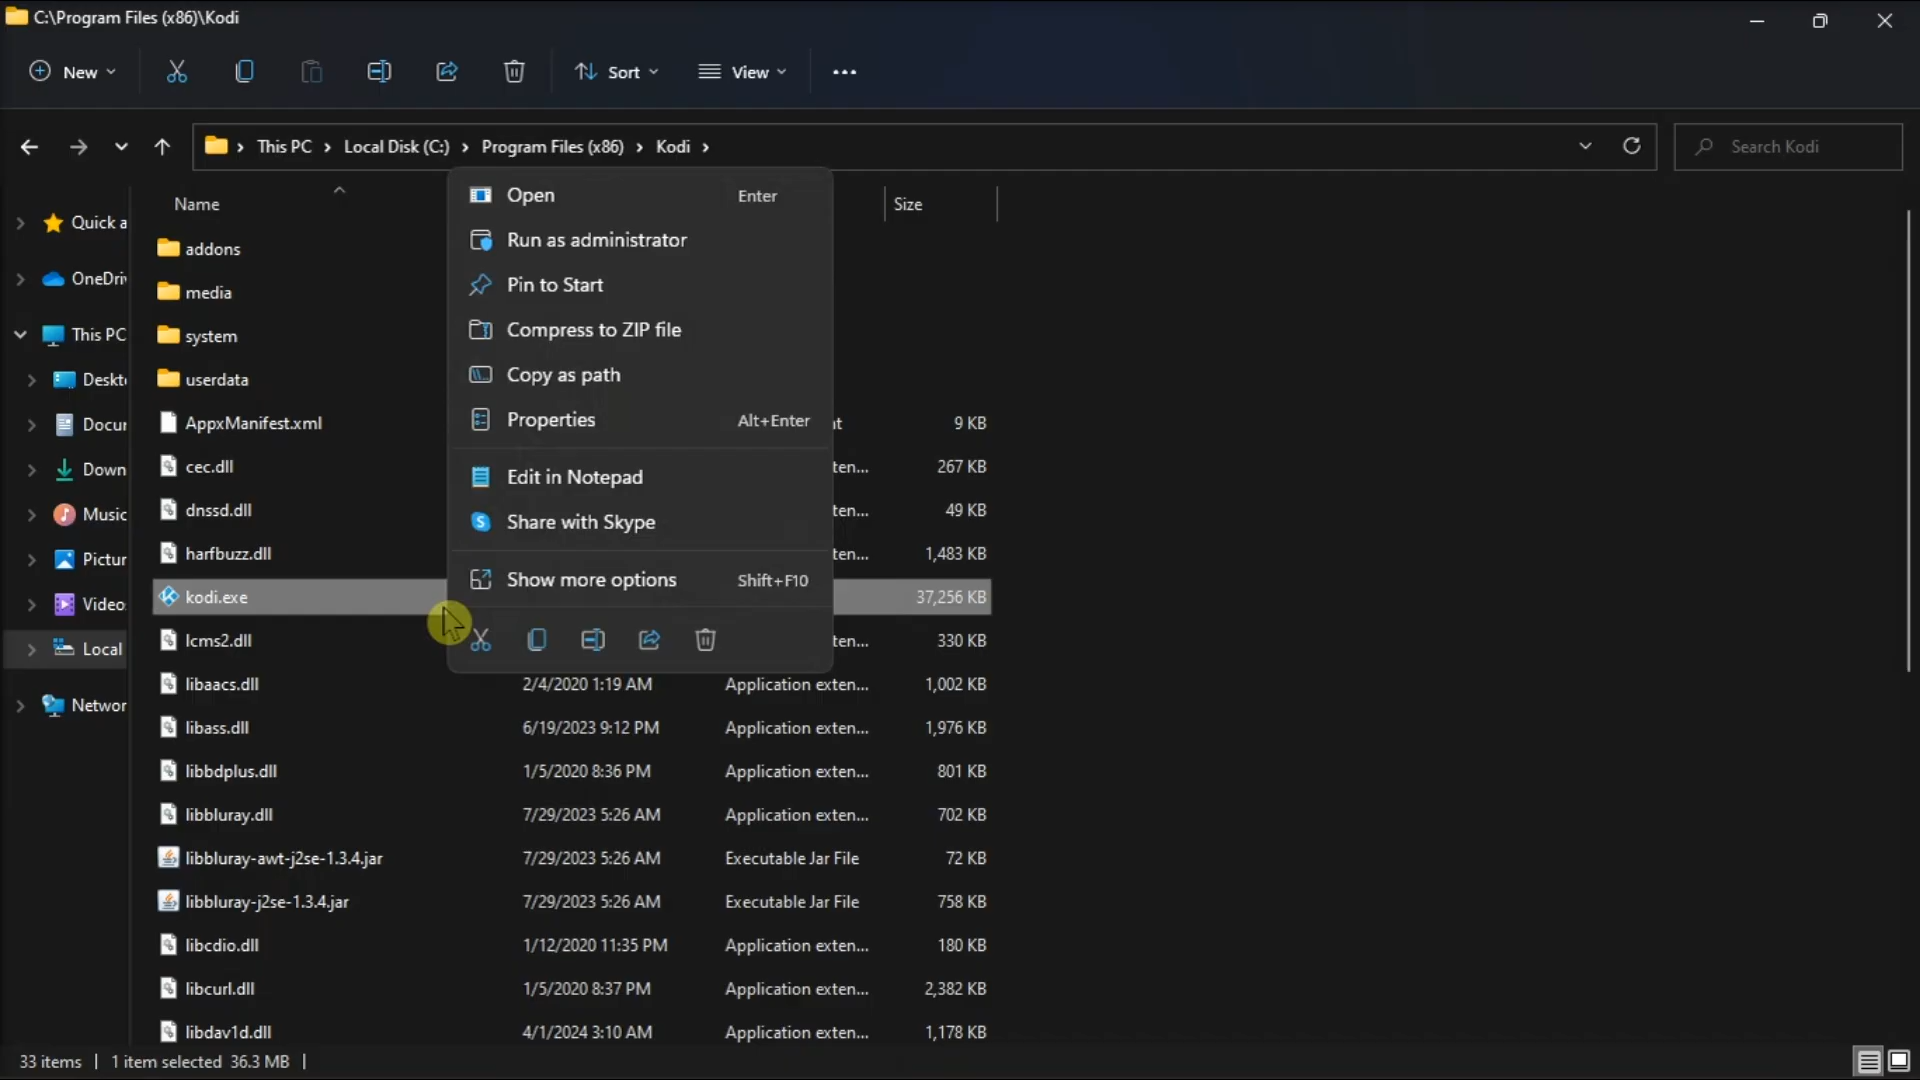 C:\Program Files (x86)\Kodi
New Sort View
This PC Local Disk (C:) Program Files (x86) Kodi Search Kodi
Name Size
Quick a
OneDriv
This PC
Deskt
Docur
Down
Music
Pictur
Video
Local
Networ
addons
media
system
userdata
AppxManifest.xml 9 KB
cec.dll ten... 267 KB
dnssd.dll ten... 49 KB
harfbuzz.dll ten... 1,483 KB
kodi.exe 37,256 KB
lcms2.dll ten... 330 KB
libaacs.dll 2/4/2020 1:19 AM Application exten... 1,002 KB
libass.dll 6/19/2023 9:12 PM Application exten... 1,976 KB
libbdplus.dll 1/5/2020 8:36 PM Application exten... 801 KB
libbluray.dll 7/29/2023 5:26 AM Application exten... 702 KB
libbluray-awt-j2se-1.3.4.jar 7/29/2023 5:26 AM Executable Jar File 72 KB
libbluray-j2se-1.3.4.jar 7/29/2023 5:26 AM Executable Jar File 758 KB
libcdio.dll 1/12/2020 11:35 PM Application exten... 180 KB
libcurl.dll 1/5/2020 8:37 PM Application exten... 2,382 KB
libdav1d.dll 4/1/2024 3:10 AM Application exten... 1,178 KB
Open Enter
Run as administrator
Pin to Start
Compress to ZIP file
Copy as path
Properties Alt+Enter
Edit in Notepad
Share with Skype
Show more options Shift+F10
33 items | 1 item selected 36.3 MB |